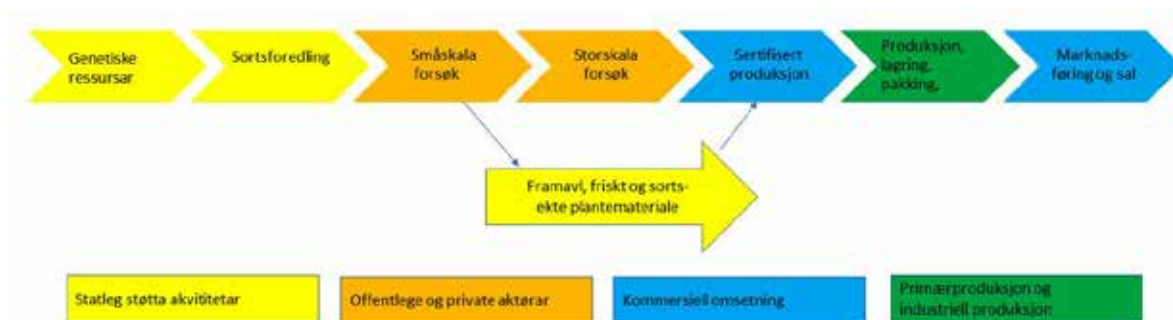 Genetiske
ressursar
Sortsforedling
Småskala
forsøk
Storskala
forsøk
Sertifisert
produksjon
Produksjon,
lagring,
pakking,
Marknads-
føring og sal
Framavl, friskt og sorts-
ekte plantemateriale
Statleg støtta akvititetar
Offentlege og private aktørar
Kommersiell omsetning
Primærproduksjon og
industriell produksjon